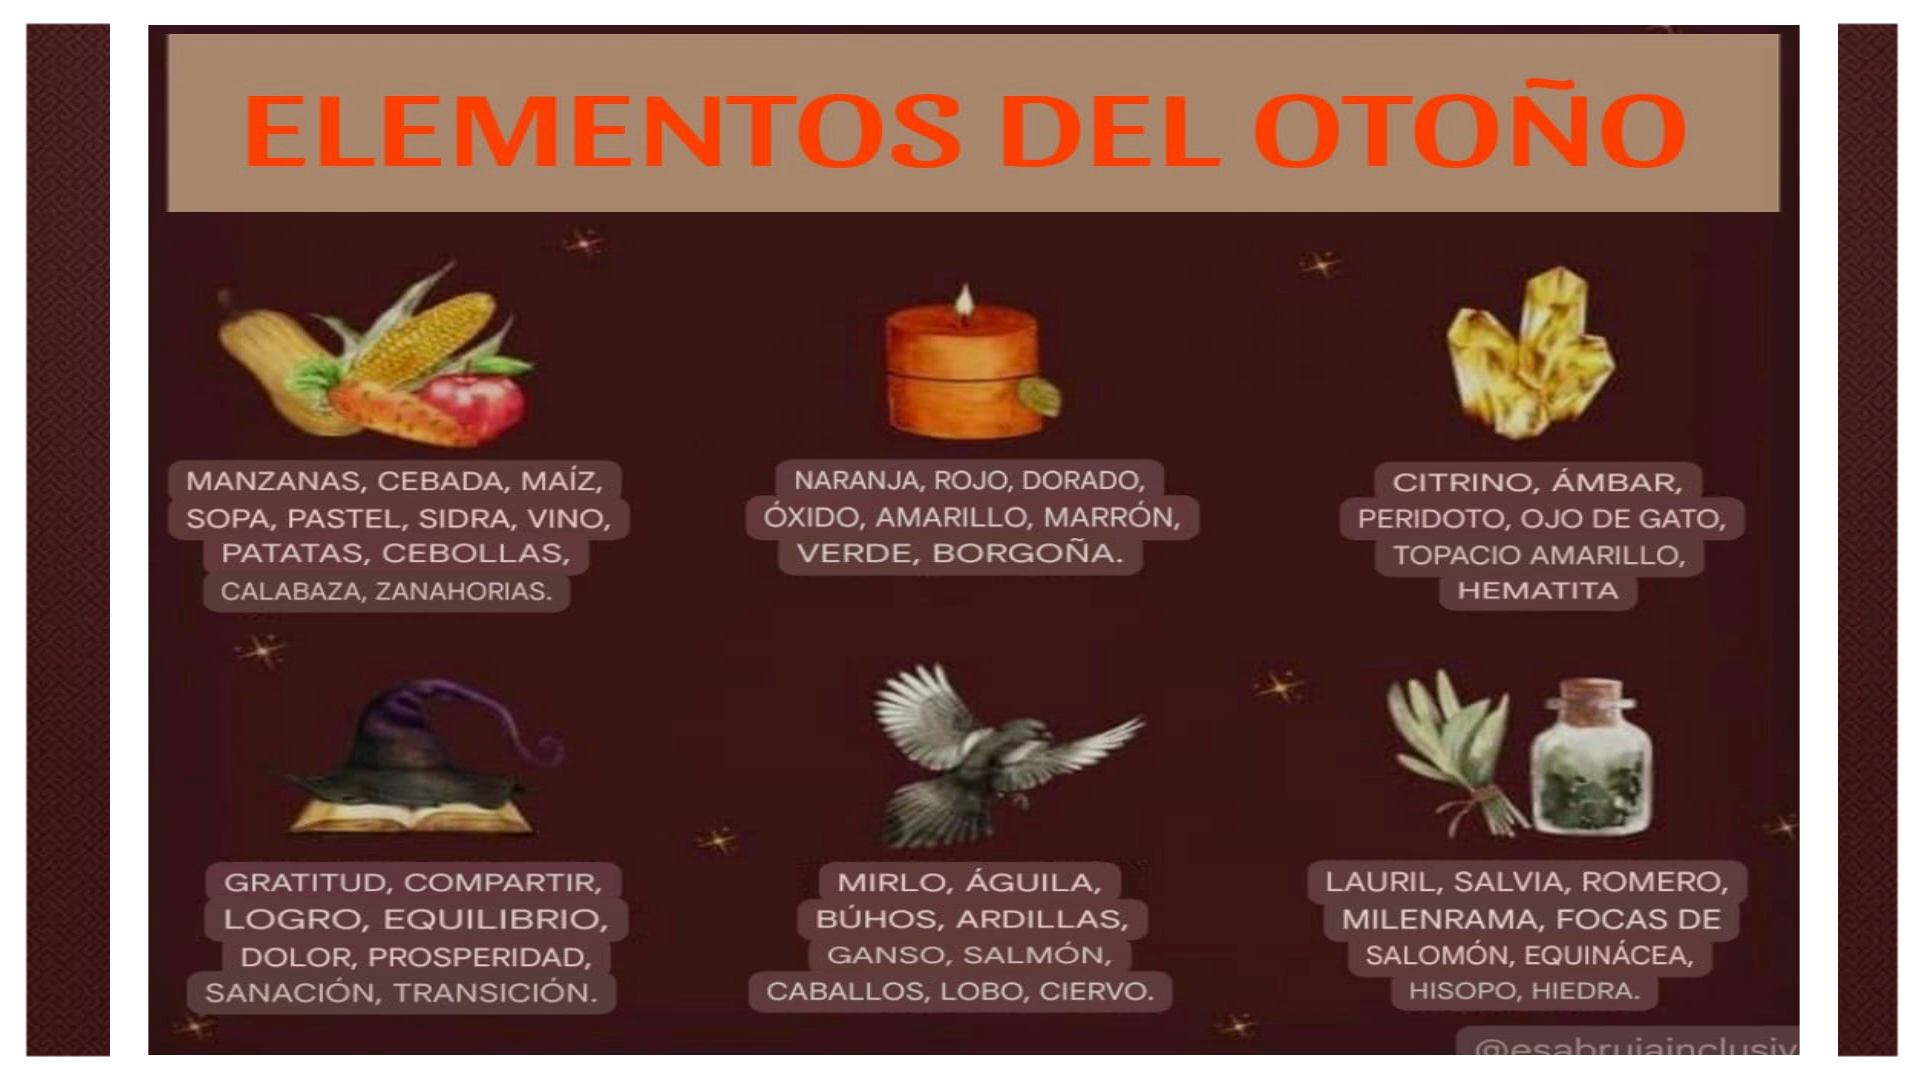 ELEMENTOS DEL OTOÑO
MANZANAS, CEBADA, MAÍZ,
SOPA, PASTEL, SIDRA, VINO,
PATATAS, CEBOLLAS,
CALABAZA, ZANAHORIAS.
NARANJA, ROJO, DORADO,
ÓXIDO, AMARILLO, MARRÓN,
VERDE, BORGOÑA.
CITRINO, ÁMBAR,
PERIDOTO, OJO DE GATO,
TOPACIO AMARILLO,
HEMATITA
GRATITUD, COMPARTIR,
LOGRO, EQUILIBRIO,
DOLOR, PROSPERIDAD,
SANACIÓN, TRANSICIÓN.
MIRLO, ÁGUILA,
BÚHOS, ARDILLAS,
GANSO, SALMÓN,
CABALLOS, LOBO, CIERVO.
LAURIL, SALVIA, ROMERO,
MILENRAMA, FOCAS DE
SALOMÓN, EQUINÁCEA,
HISOPO, HIEDRA.
@esabrujainclusiv